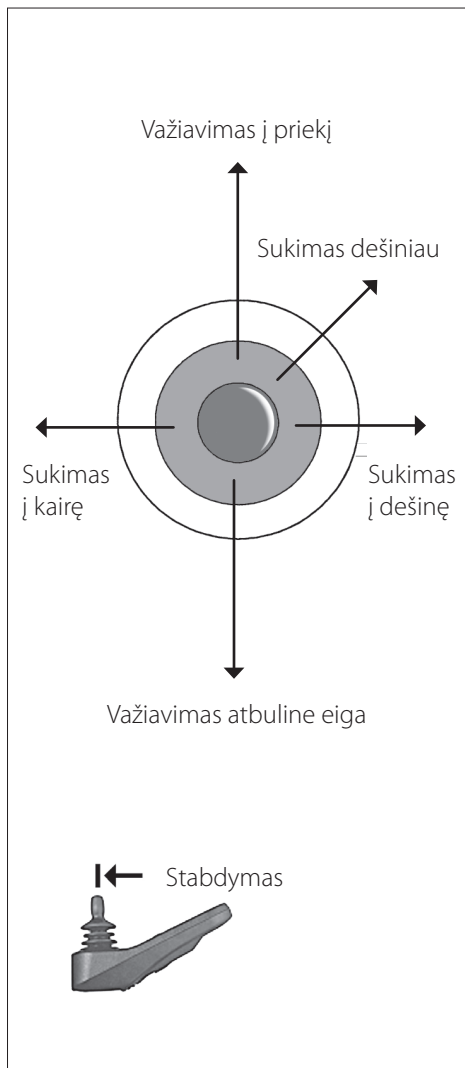 Važiavimas į priekį
Sukimas dešiniau
Sukimas
į kairę
Sukimas
į dešinę
Važiavimas atbuline eiga
Stabdymas